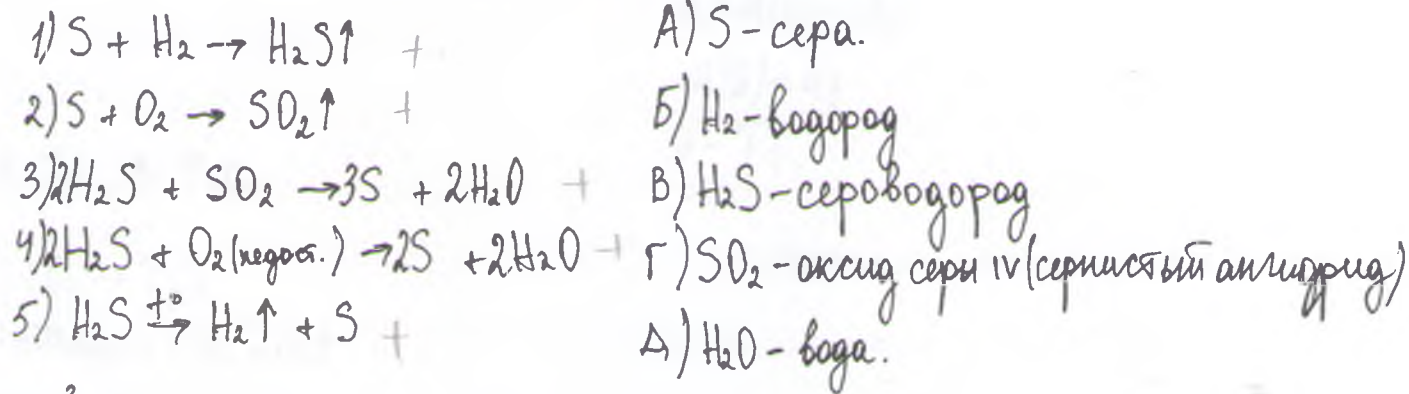 1) S + H₂ → H₂S↑ +
2) S + O₂ → SO₂↑ +
3) 2H₂S + SO₂ → 3S + 2H₂O +
4) 2H₂S + O₂ (недост.) → 2S + 2H₂O +
5) H₂S t°→ H₂↑ + S +
А) S - сера.
Б) H₂ - водород
В) H₂S - сероводород
Г) SO₂ - оксид серы IV (сернистый ангидрид)
Д) H₂O - вода.